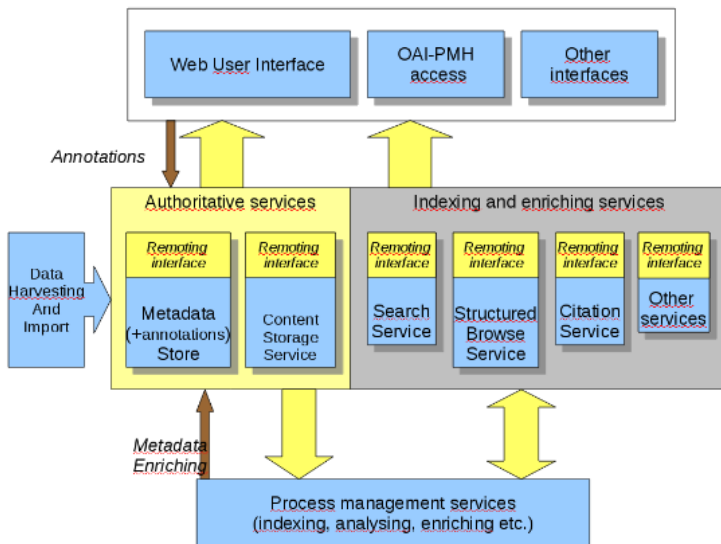 Web User Interface
OAI-PMH
access
Other
interfaces
Annotations
Authoritative services
Indexing and enriching services
Data
Harvesting
And
Import
Remoting
interface
Metadata
(+annotations)
Store
Remoting
interface
Content
Storage
Service
Remoting
interface
Search
Service
Remoting
interface
Structured
Browse
Service
Remoting
interface
Citation
Service
Remoting
interface
Other
services
Metadata
Enriching
Process management services
(indexing, analysing, enriching etc.)